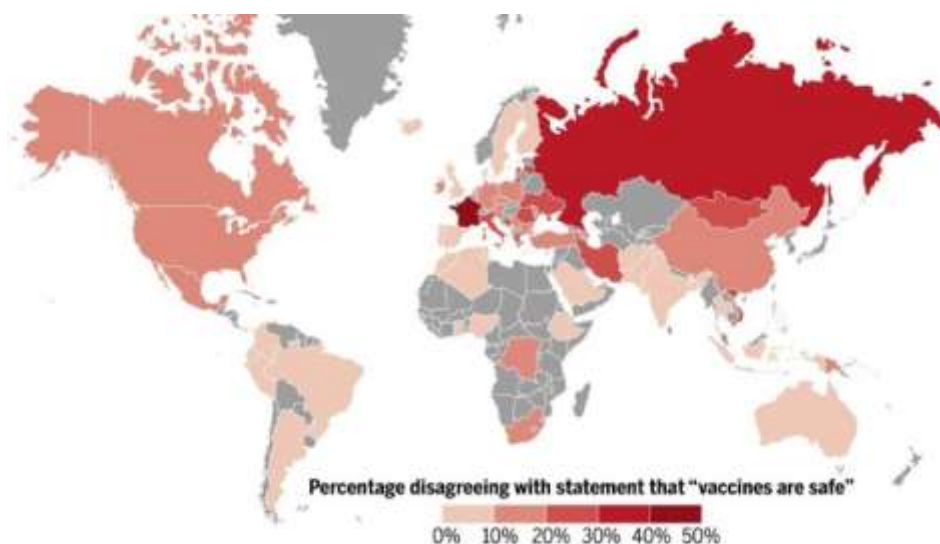 Percentage disagreeing with statement that “vaccines are safe”
0% 10% 20% 30% 40% 50%